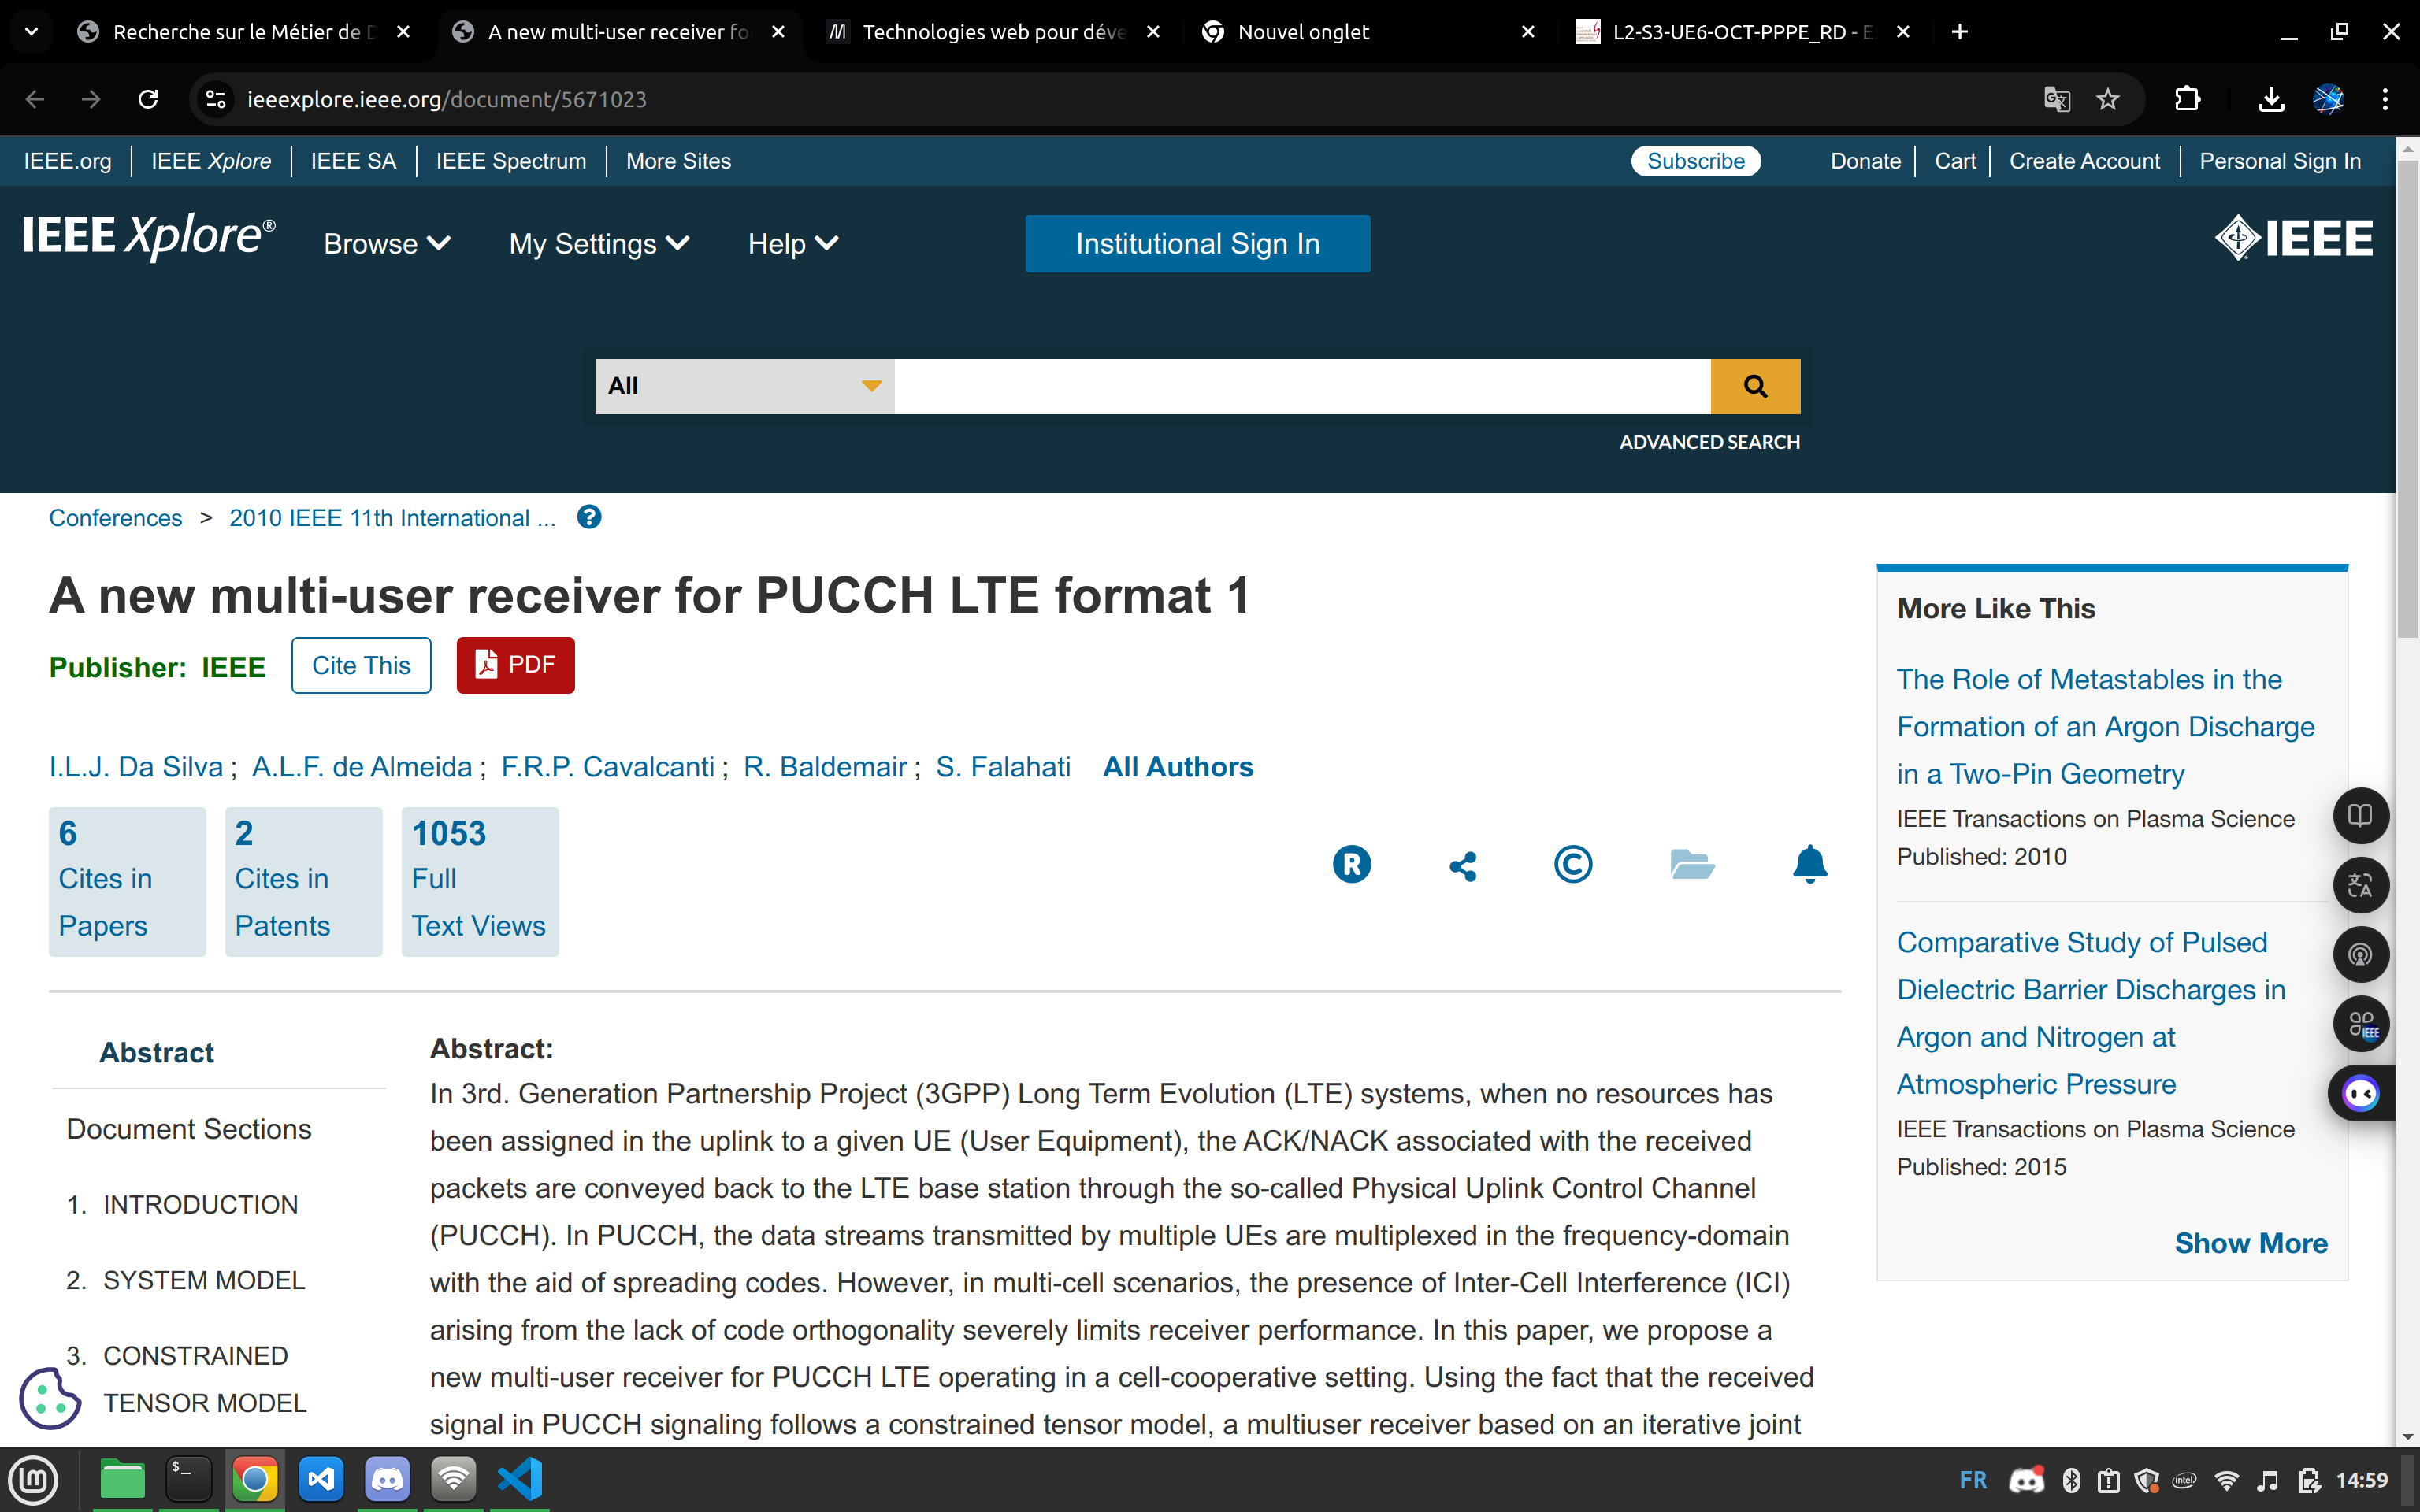 Recherche sur le Métier de D
A new multi-user receiver fo
Technologies web pour déve
Nouvel onglet
L2-S3-UE6-OCT-PPPE_RD - E
ieeexplore.ieee.org/document/5671023
IEEE.org
IEEE Xplore
IEEE SA
IEEE Spectrum
More Sites
Subscribe
Donate
Cart
Create Account
Personal Sign In
IEEE Xplore®
Browse
My Settings
Help
Institutional Sign In
IEEE
All
ADVANCED SEARCH
Conferences > 2010 IEEE 11th International ...
A new multi-user receiver for PUCCH LTE format 1
Publisher: IEEE
Cite This
PDF
I.L.J. Da Silva ; A.L.F. de Almeida ; F.R.P. Cavalcanti ; R. Baldemair ; S. Falahati All Authors
6
Cites in
Papers
2
Cites in
Patents
1053
Full
Text Views
Abstract
Document Sections
1. INTRODUCTION
2. SYSTEM MODEL
3. CONSTRAINED
TENSOR MODEL
Abstract:
In 3rd. Generation Partnership Project (3GPP) Long Term Evolution (LTE) systems, when no resources has
been assigned in the uplink to a given UE (User Equipment), the ACK/NACK associated with the received
packets are conveyed back to the LTE base station through the so-called Physical Uplink Control Channel
(PUCCH). In PUCCH, the data streams transmitted by multiple UEs are multiplexed in the frequency-domain
with the aid of spreading codes. However, in multi-cell scenarios, the presence of Inter-Cell Interference (ICI)
arising from the lack of code orthogonality severely limits receiver performance. In this paper, we propose a
new multi-user receiver for PUCCH LTE operating in a cell-cooperative setting. Using the fact that the received
signal in PUCCH signaling follows a constrained tensor model, a multiuser receiver based on an iterative joint
More Like This
The Role of Metastables in the
Formation of an Argon Discharge
in a Two-Pin Geometry
IEEE Transactions on Plasma Science
Published: 2010
Comparative Study of Pulsed
Dielectric Barrier Discharges in
Argon and Nitrogen at
Atmospheric Pressure
IEEE Transactions on Plasma Science
Published: 2015
Show More
FR
14:59